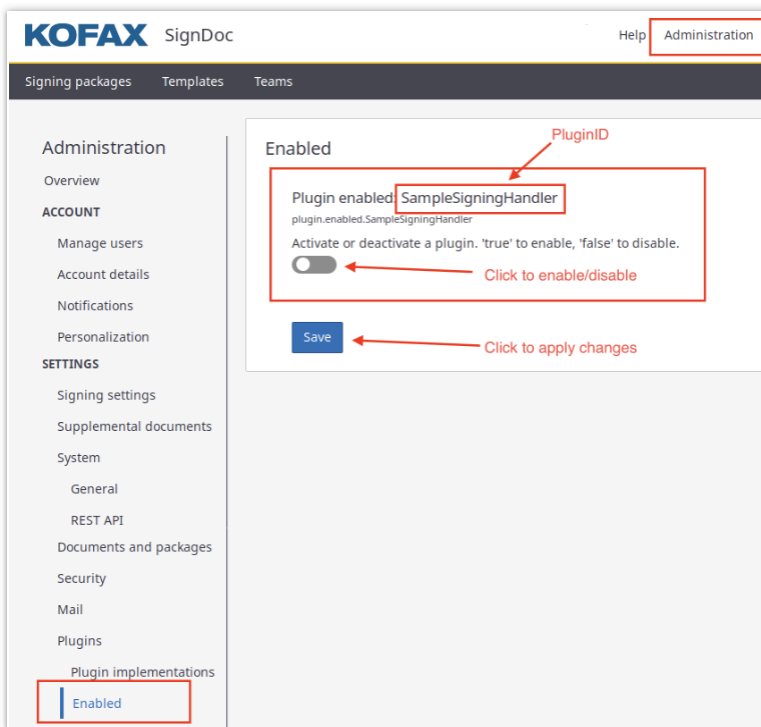 KOFAX SignDoc
Help Administration
Signing packages Templates Teams
Administration
Overview
ACCOUNT
Manage users
Account details
Notifications
Personalization
SETTINGS
Signing settings
Supplemental documents
System
General
REST API
Documents and packages
Security
Mail
Plugins
Plugin implementations
Enabled
Enabled
PluginID
Plugin enabled: SampleSigningHandler
plugin.enabled.SampleSigningHandler
Activate or deactivate a plugin. 'true' to enable, 'false' to disable.
Click to enable/disable
Save
Click to apply changes